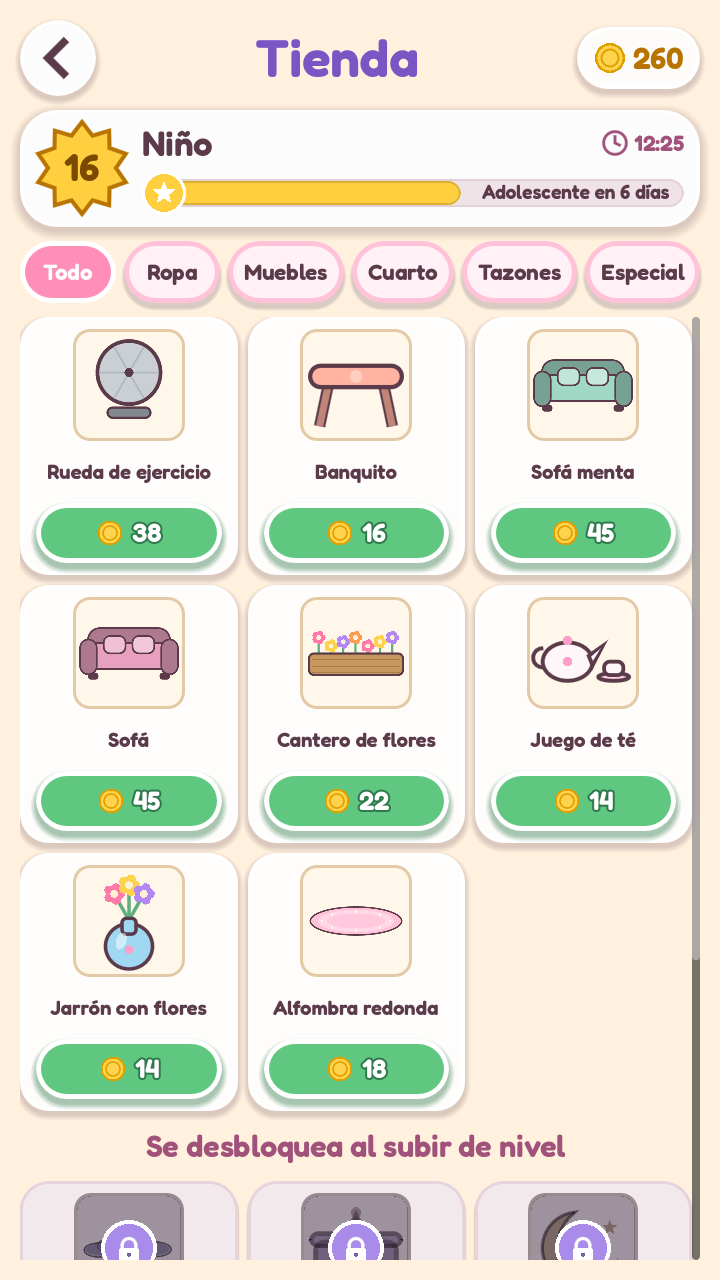 Tienda
260
16
Niño
12:25
Adolescente en 6 días
Todo
Ropa
Muebles
Cuarto
Tazones
Especial
Rueda de ejercicio
Banquito
Sofá menta
38
16
45
Sofá
Cantero de flores
Juego de té
45
22
14
Jarrón con flores
Alfombra redonda
14
18
Se desbloquea al subir de nivel